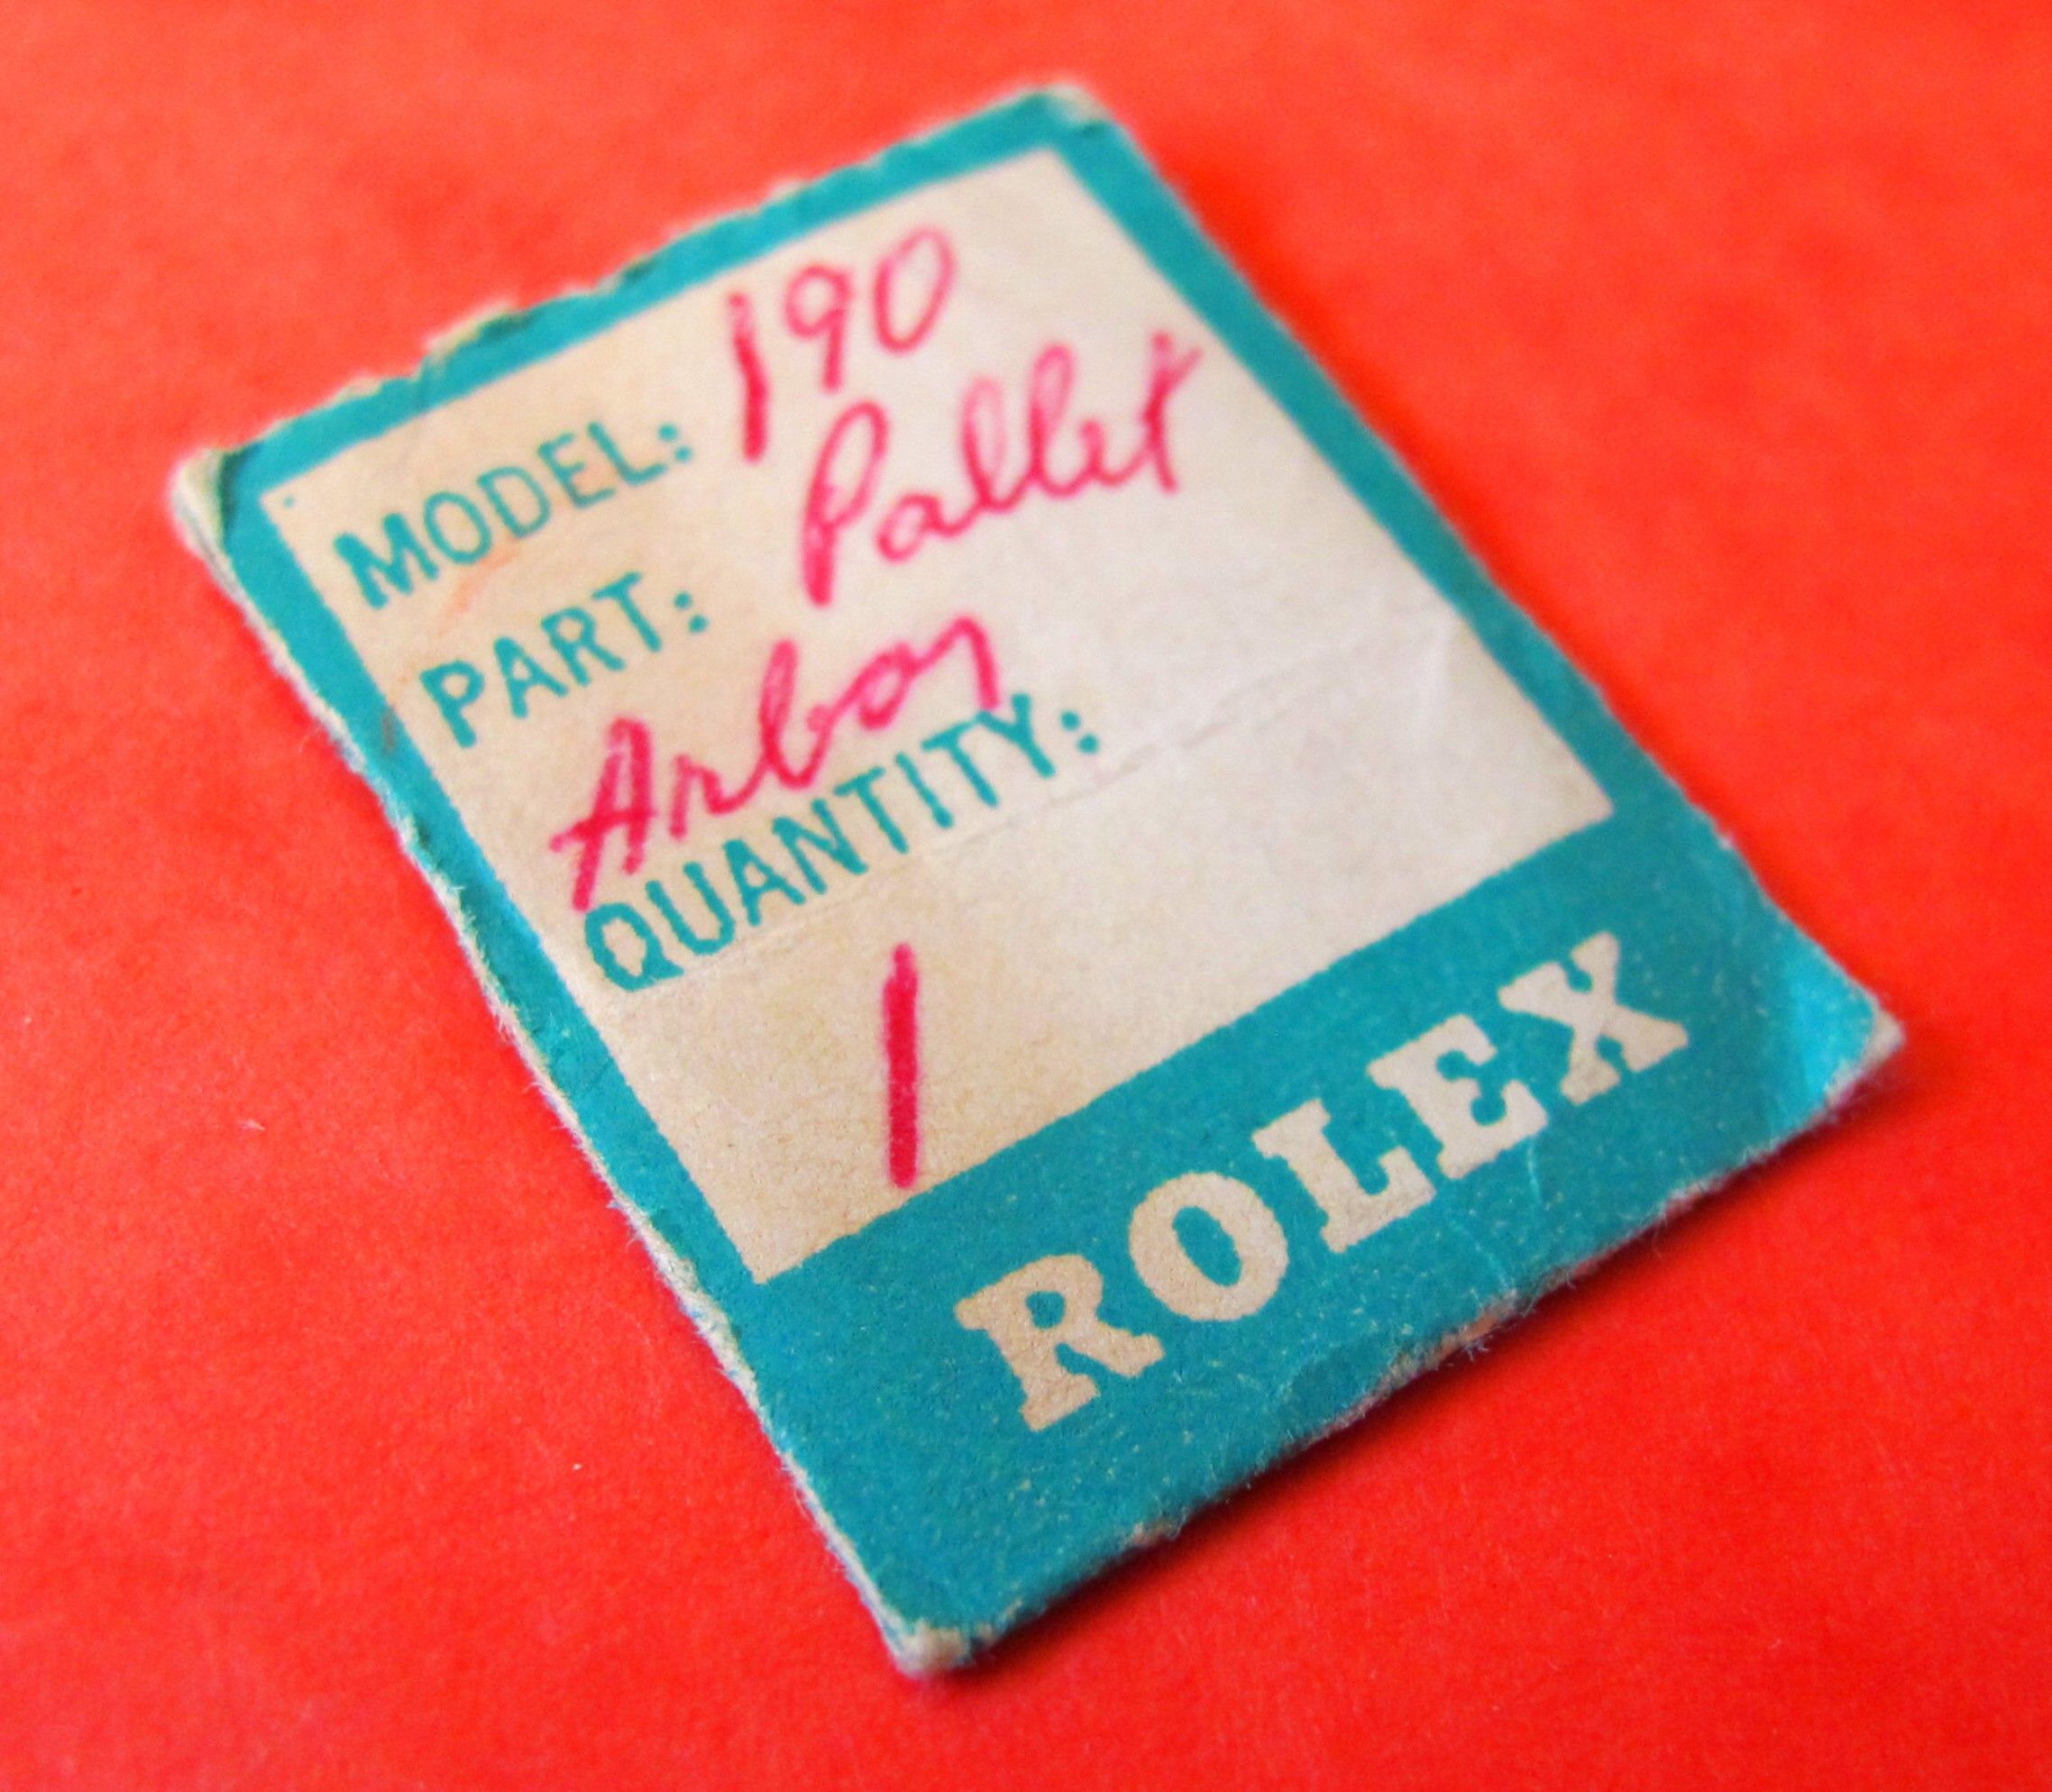 MODEL: 190
PART: Pallet
Arbor
QUANTITY:
1
ROLEX